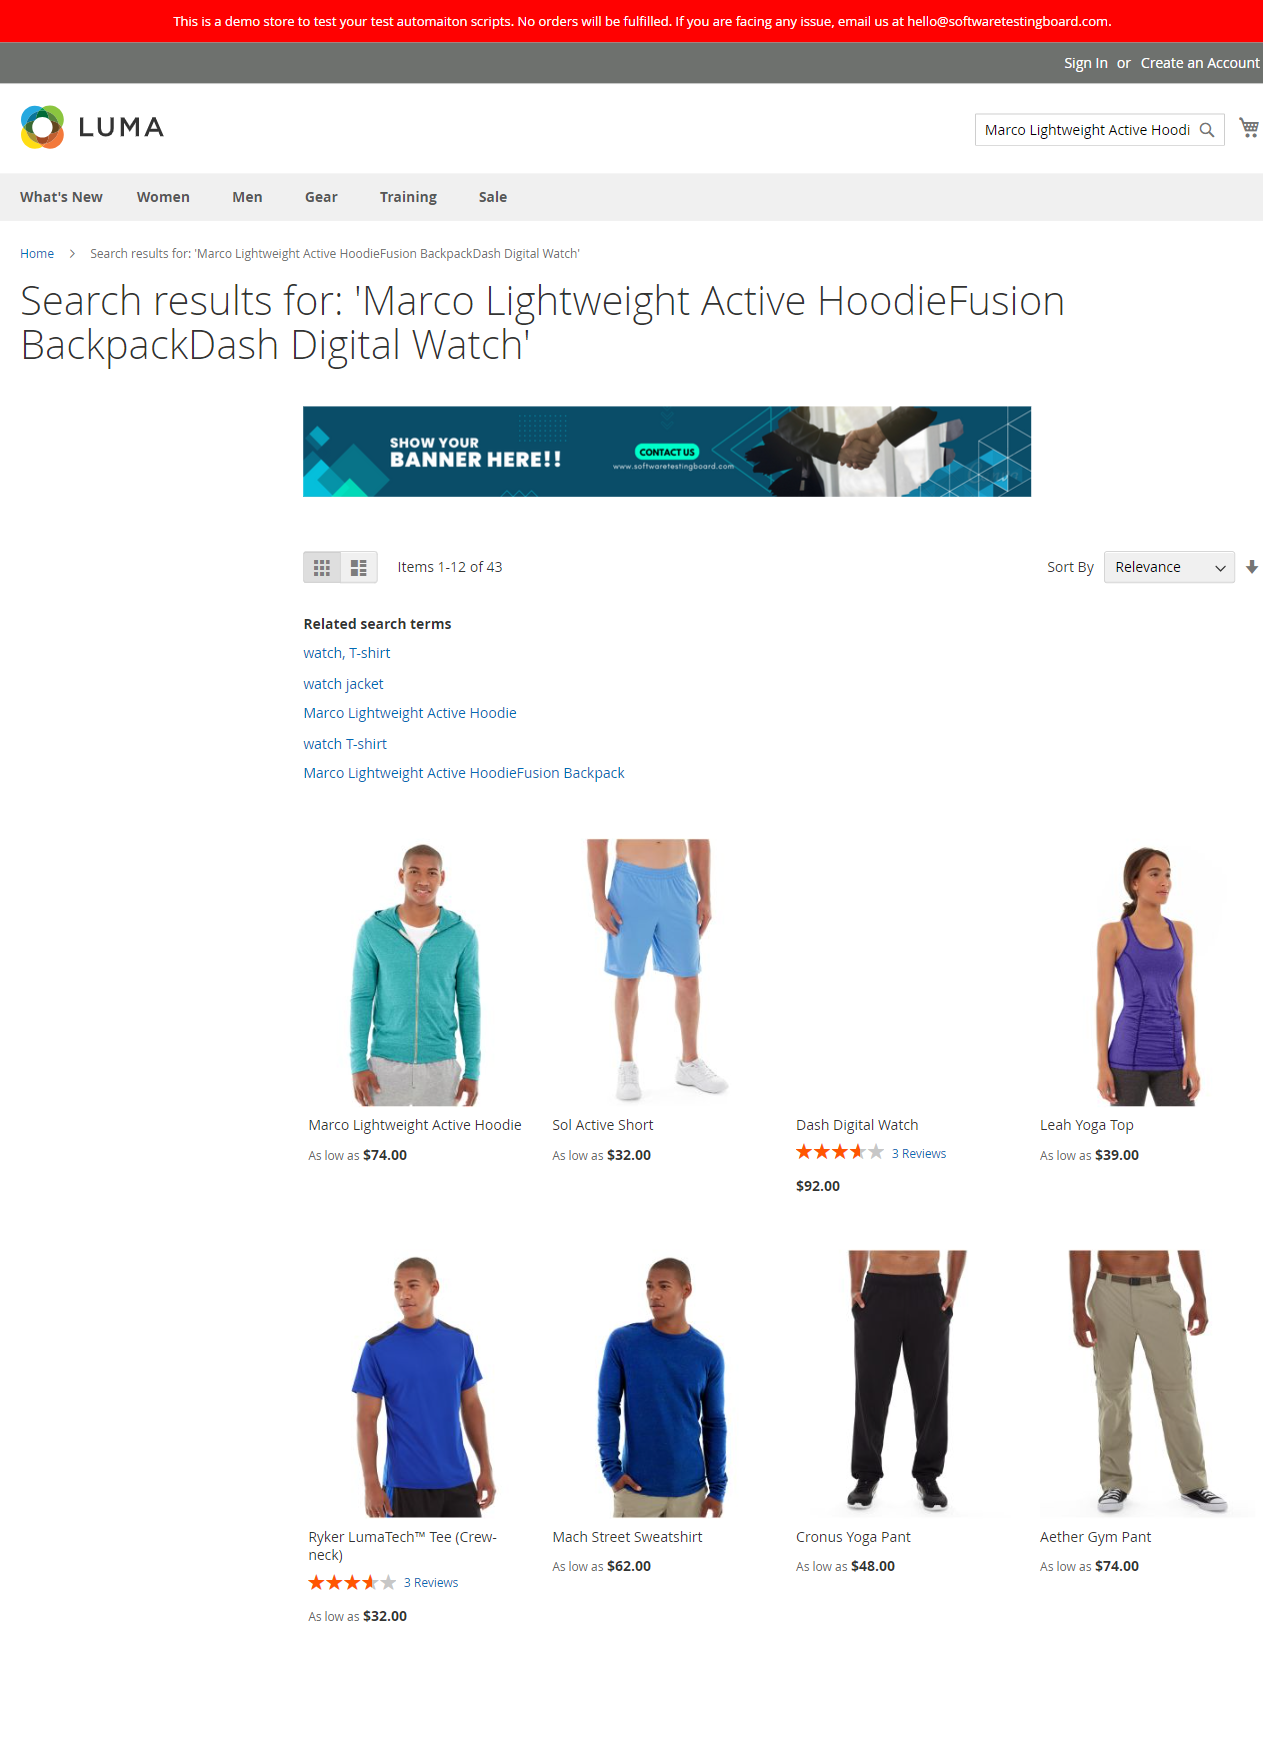 This is a demo store to test your test automaiton scripts. No orders will be fulfilled. If you are facing any issue, email us at hello@softwaretestingboard.com.
Sign In or Create an Account
LUMA
Marco Lightweight Active Hoodi
What's New Women Men Gear Training Sale
Home > Search results for: 'Marco Lightweight Active HoodieFusion BackpackDash Digital Watch'
Search results for: 'Marco Lightweight Active HoodieFusion
BackpackDash Digital Watch'
SHOW YOUR
BANNER HERE!!
CONTACT US
www.softwaretestingboard.com
Items 1-12 of 43
Sort By Relevance
Related search terms
watch, T-shirt
watch jacket
Marco Lightweight Active Hoodie
watch T-shirt
Marco Lightweight Active HoodieFusion Backpack
Marco Lightweight Active Hoodie
As low as $74.00
Sol Active Short
As low as $32.00
Dash Digital Watch
3 Reviews
$92.00
Leah Yoga Top
As low as $39.00
Ryker LumaTech™ Tee (Crew-
neck)
3 Reviews
As low as $32.00
Mach Street Sweatshirt
As low as $62.00
Cronus Yoga Pant
As low as $48.00
Aether Gym Pant
As low as $74.00